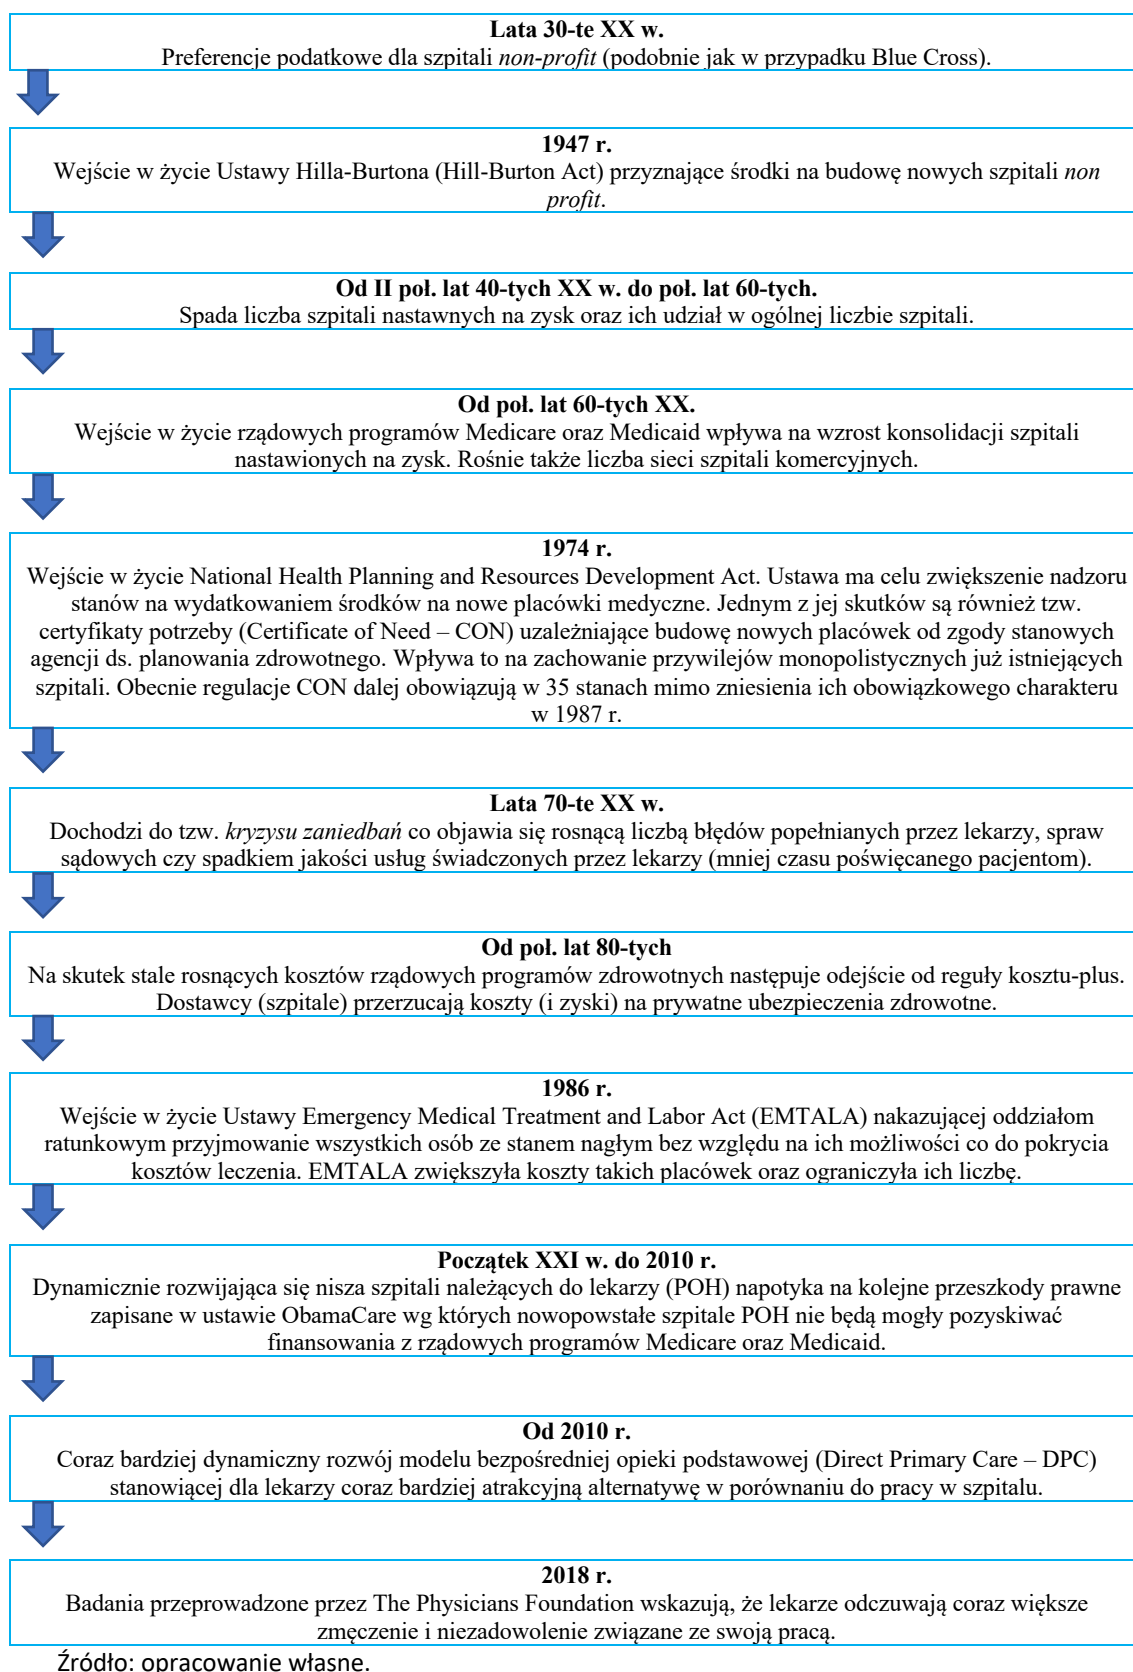 Lata 30-te XX w.
Preferencje podatkowe dla szpitali non-profit (podobnie jak w przypadku Blue Cross).
1947 r.
Wejście w życie Ustawy Hilla-Burtona (Hill-Burton Act) przyznające środki na budowę nowych szpitali non
profit.
Od II poł. lat 40-tych XX w. do poł. lat 60-tych.
Spada liczba szpitali nastawnych na zysk oraz ich udział w ogólnej liczbie szpitali.
Od poł. lat 60-tych XX.
Wejście w życie rządowych programów Medicare oraz Medicaid wpływa na wzrost konsolidacji szpitali
nastawionych na zysk. Rośnie także liczba sieci szpitali komercyjnych.
1974 r.
Wejście w życie National Health Planning and Resources Development Act. Ustawa ma celu zwiększenie nadzoru
stanów na wydatkowaniem środków na nowe placówki medyczne. Jednym z jej skutków są również tzw.
certyfikaty potrzeby (Certificate of Need – CON) uzależniające budowę nowych placówek od zgody stanowych
agencji ds. planowania zdrowotnego. Wpływa to na zachowanie przywilejów monopolistycznych już istniejących
szpitali. Obecnie regulacje CON dalej obowiązują w 35 stanach mimo zniesienia ich obowiązkowego charakteru
w 1987 r.
Lata 70-te XX w.
Dochodzi do tzw. kryzysu zaniedbań co objawia się rosnącą liczbą błędów popełnianych przez lekarzy, spraw
sądowych czy spadkiem jakości usług świadczonych przez lekarzy (mniej czasu poświęcanego pacjentom).
Od poł. lat 80-tych
Na skutek stale rosnących kosztów rządowych programów zdrowotnych następuje odejście od reguły kosztu-plus.
Dostawcy (szpitale) przerzucają koszty (i zyski) na prywatne ubezpieczenia zdrowotne.
1986 r.
Wejście w życie Ustawy Emergency Medical Treatment and Labor Act (EMTALA) nakazującej oddziałom
ratunkowym przyjmowanie wszystkich osób ze stanem nagłym bez względu na ich możliwości co do pokrycia
kosztów leczenia. EMTALA zwiększyła koszty takich placówek oraz ograniczyła ich liczbę.
Początek XXI w. do 2010 r.
Dynamicznie rozwijająca się nisza szpitali należących do lekarzy (POH) napotyka na kolejne przeszkody prawne
zapisane w ustawie ObamaCare wg których nowopowstałe szpitale POH nie będą mogły pozyskiwać
finansowania z rządowych programów Medicare oraz Medicaid.
Od 2010 r.
Coraz bardziej dynamiczny rozwój modelu bezpośredniej opieki podstawowej (Direct Primary Care – DPC)
stanowiącej dla lekarzy coraz bardziej atrakcyjną alternatywę w porównaniu do pracy w szpitalu.
2018 r.
Badania przeprowadzone przez The Physicians Foundation wskazują, że lekarze odczuwają coraz większe
zmęczenie i niezadowolenie związane ze swoją pracą.
Źródło: opracowanie własne.